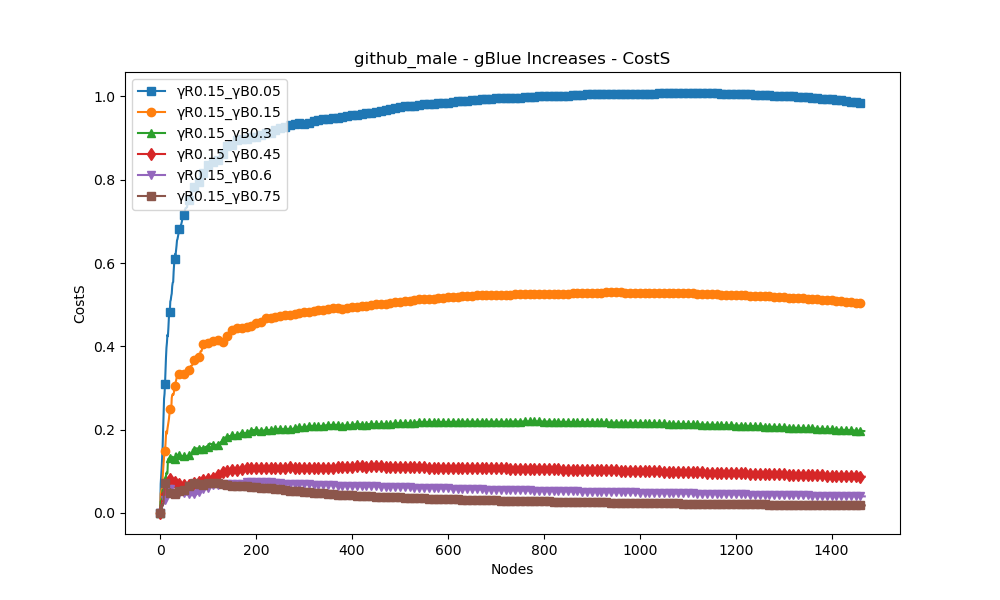 github_male - gBlue Increases - CostS
γR0.15_γB0.05
γR0.15_γB0.15
γR0.15_γB0.3
γR0.15_γB0.45
γR0.15_γB0.6
γR0.15_γB0.75
CostS
1.0
0.8
0.6
0.4
0.2
0.0
0 200 400 600 800 1000 1200 1400
Nodes